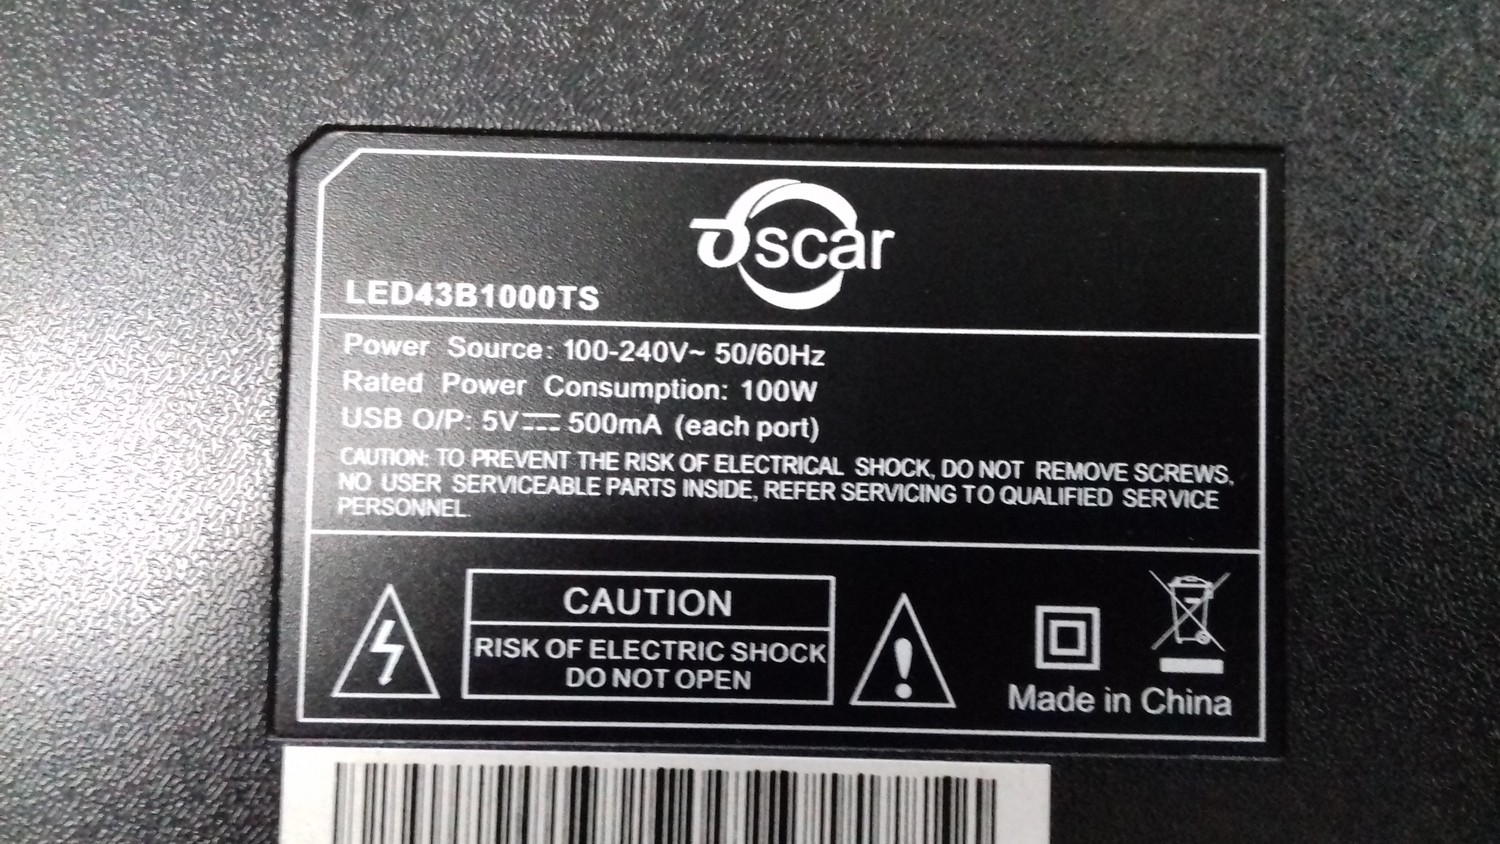 Oscar
LED43B1000TS
Power Source: 100-240V~ 50/60Hz
Rated Power Consumption: 100W
USB O/P: 5V⎓500mA (each port)
CAUTION: TO PREVENT THE RISK OF ELECTRICAL SHOCK, DO NOT REMOVE SCREWS,
NO USER SERVICEABLE PARTS INSIDE, REFER SERVICING TO QUALIFIED SERVICE
PERSONNEL.
CAUTION
RISK OF ELECTRIC SHOCK
DO NOT OPEN
Made in China